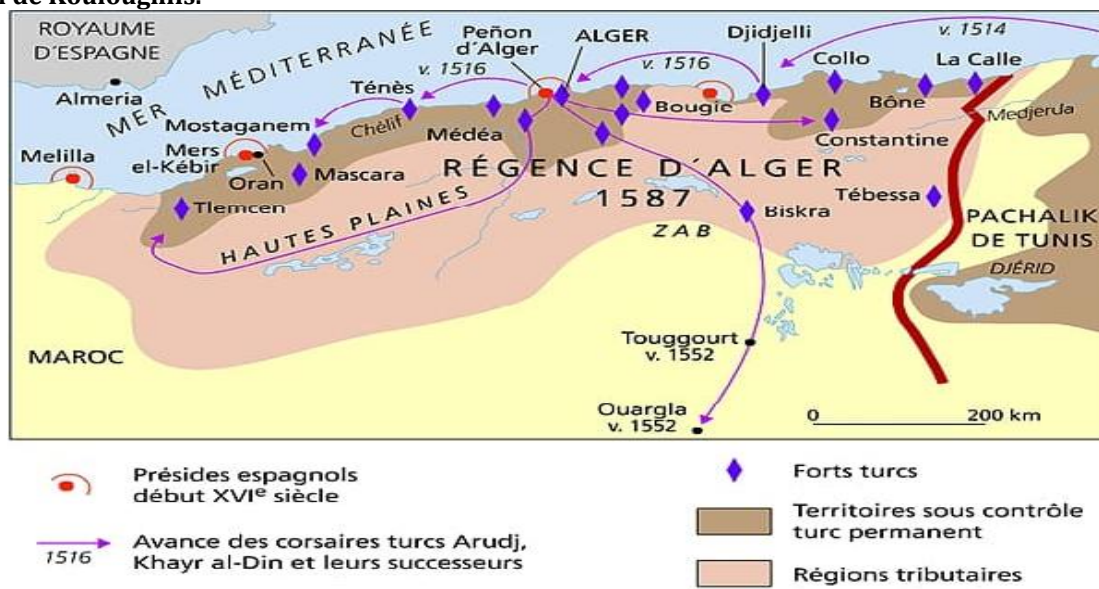 de Koulouglis.
ROYAUME
D'ESPAGNE
Almeria
MER MÉDITERRANÉE
v. 1516
Peñon
d'Alger
ALGER
v. 1516
Djidjelli
v. 1514
Collo
La Calle
Ténès
Bougie
Bône
Medjerda
Mostaganem
Chélif
Médéa
Constantine
Melilla
Mers
el-Kébir
Oran
Mascara
RÉGENCE D'ALGER
1587
Tébessa
Tlemcen
HAUTES PLAINES
Biskra
ZAB
PACHALIK
DE TUNIS
DJÉRID
MAROC
Touggourt
v. 1552
Ouargla
v. 1552
0 200 km
Présides espagnols
début XVIe siècle
1516
Avance des corsaires turcs Arudj,
Khayr al-Din et leurs successeurs
Forts turcs
Territoires sous contrôle
turc permanent
Régions tributaires